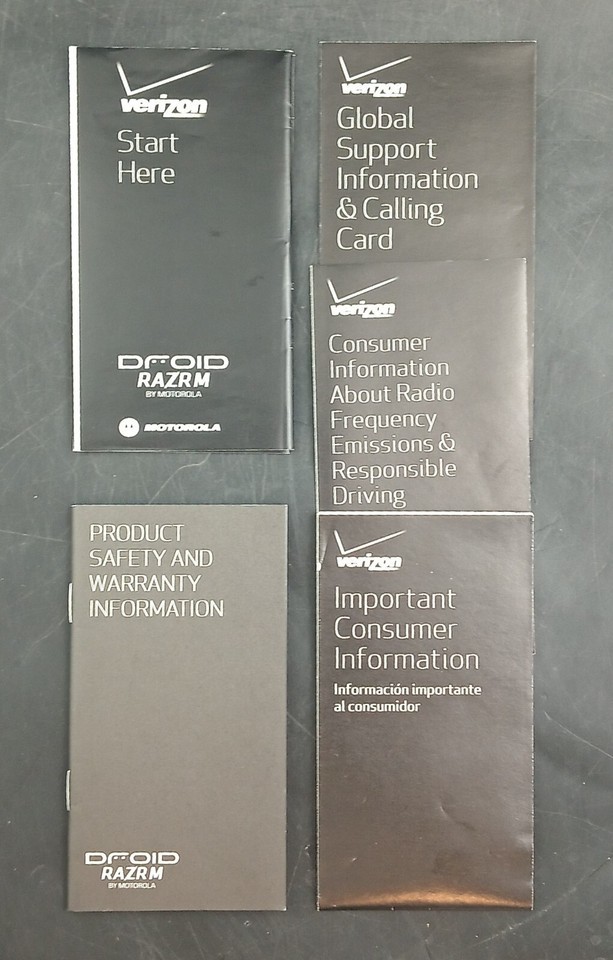 verizon
Start
Here
DROID
RAZR M
BY MOTOROLA
MOTOROLA
verizon
Global
Support
Information
& Calling
Card
verizon
Consumer
Information
About Radio
Frequency
Emissions &
Responsible
Driving
PRODUCT
SAFETY AND
WARRANTY
INFORMATION
DROID
RAZR M
BY MOTOROLA
verizon
Important
Consumer
Information
Información importante
al consumidor